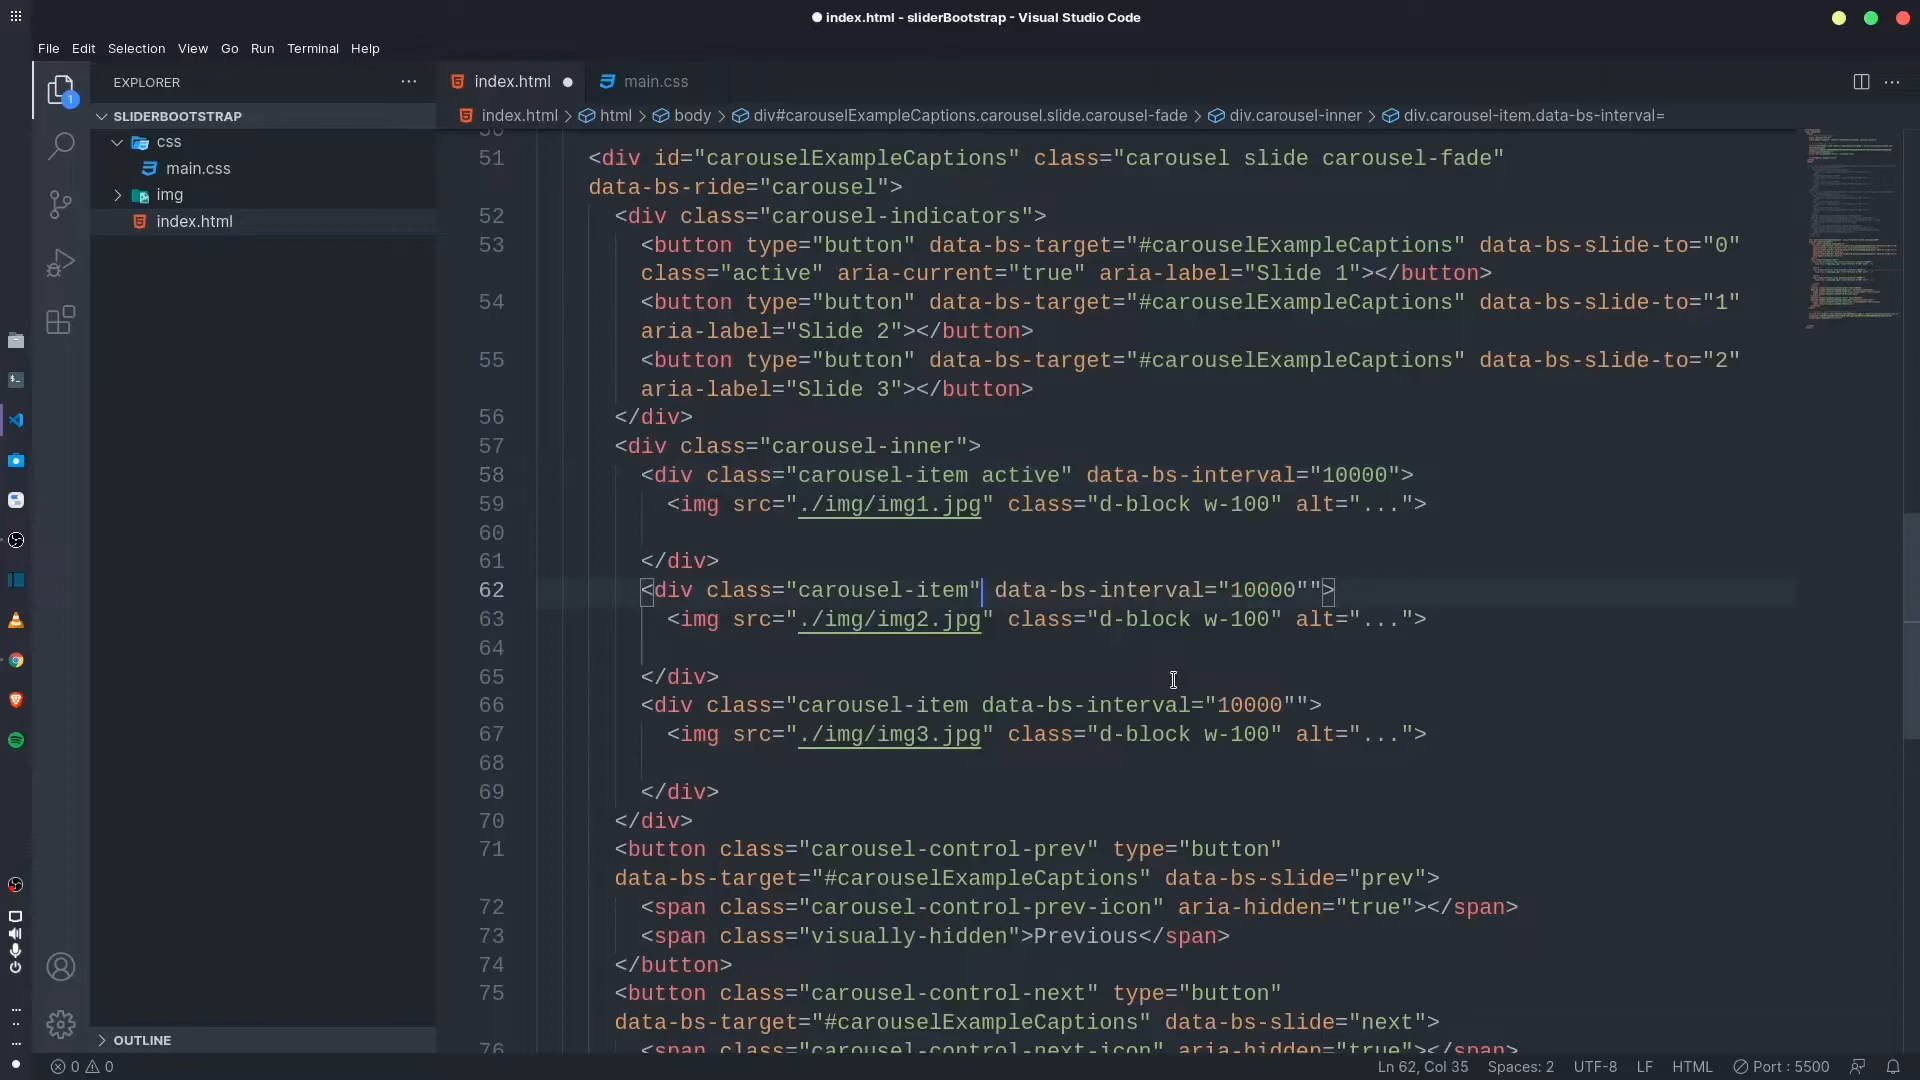 ● index.html - sliderBootstrap - Visual Studio Code
File Edit Selection View Go Run Terminal Help
EXPLORER ...
index.html ●
main.css
...
1
SLIDERBOOTSTRAP
index.html > html > body > div#carouselExampleCaptions.carousel.slide.carousel-fade > div.carousel-inner > div.carousel-item.data-bs-interval=
css
main.css
img
index.html
50
51 <div id="carouselExampleCaptions" class="carousel slide carousel-fade"
data-bs-ride="carousel">
52 <div class="carousel-indicators">
53 <button type="button" data-bs-target="#carouselExampleCaptions" data-bs-slide-to="0"
class="active" aria-current="true" aria-label="Slide 1"></button>
54 <button type="button" data-bs-target="#carouselExampleCaptions" data-bs-slide-to="1"
aria-label="Slide 2"></button>
55 <button type="button" data-bs-target="#carouselExampleCaptions" data-bs-slide-to="2"
aria-label="Slide 3"></button>
56 </div>
57 <div class="carousel-inner">
58 <div class="carousel-item active" data-bs-interval="10000">
59 <img src="./img/img1.jpg" class="d-block w-100" alt="...">
60
61 </div>
62 <div class="carousel-item" data-bs-interval="10000"">
63 <img src="./img/img2.jpg" class="d-block w-100" alt="...">
64
65 </div>
66 <div class="carousel-item data-bs-interval="10000"">
67 <img src="./img/img3.jpg" class="d-block w-100" alt="...">
68
69 </div>
70 </div>
71 <button class="carousel-control-prev" type="button"
data-bs-target="#carouselExampleCaptions" data-bs-slide="prev">
72 <span class="carousel-control-prev-icon" aria-hidden="true"></span>
73 <span class="visually-hidden">Previous</span>
74 </button>
75 <button class="carousel-control-next" type="button"
data-bs-target="#carouselExampleCaptions" data-bs-slide="next">
76 <span class="carousel-control-next-icon" aria-hidden="true"></span>
OUTLINE
0 0
Ln 62, Col 35 Spaces: 2 UTF-8 LF HTML Port : 5500